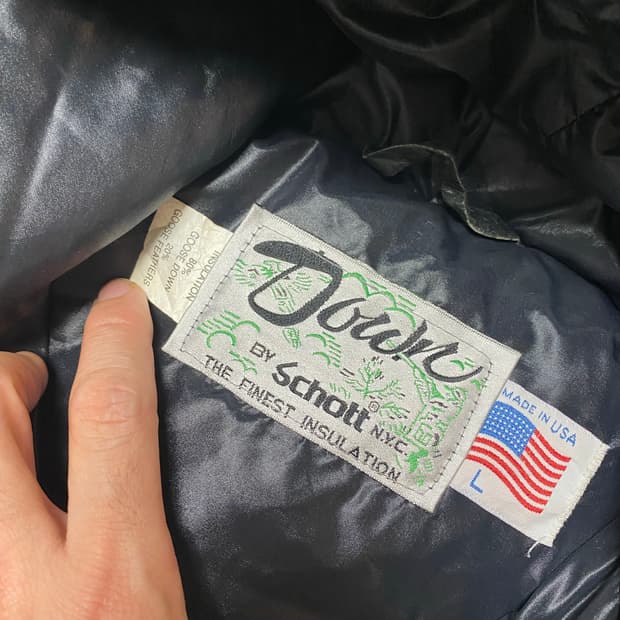 INSULATION
80%
GOOSE DOWN
20%
GOOSE FEATHERS
Down
BY Schott® N.Y.C.
THE FINEST INSULATION
MADE IN USA
L